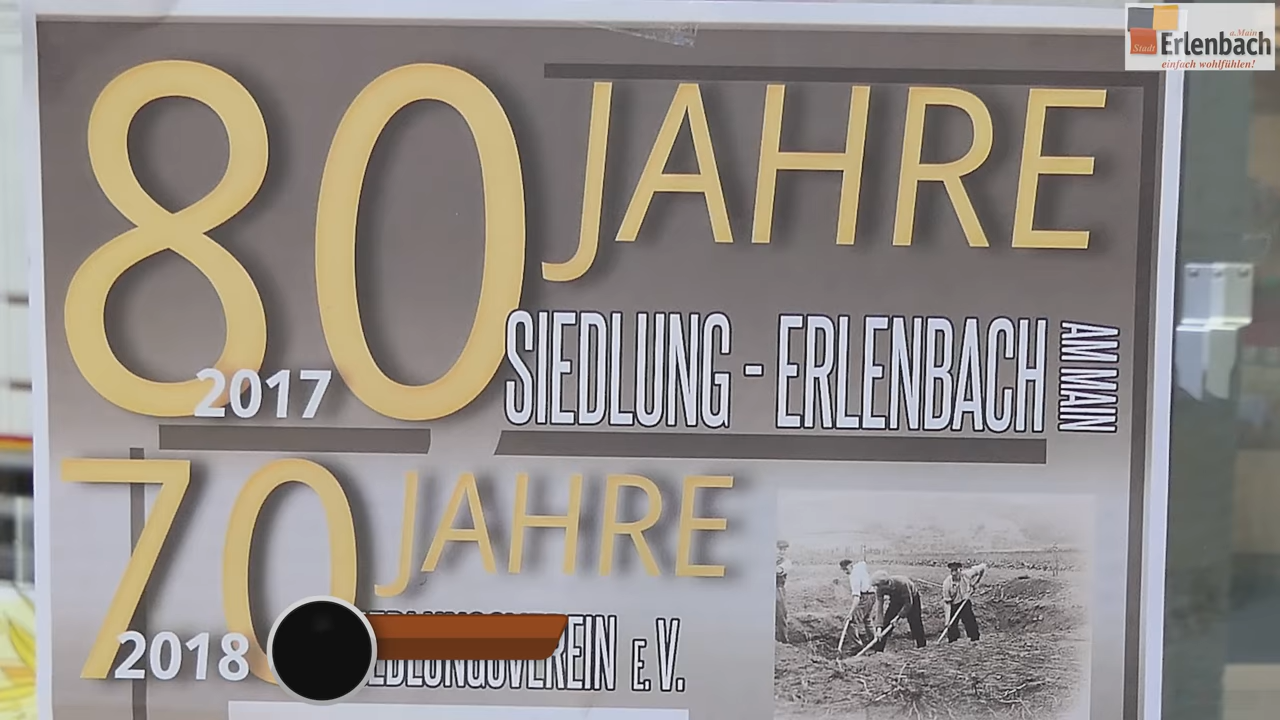 80 JAHRE
2017
SIEDLUNG - ERLENBACH
AM MAIN
70 JAHRE
2018
E.V.
a.Main
Stadt Erlenbach
einfach wohlfühlen!